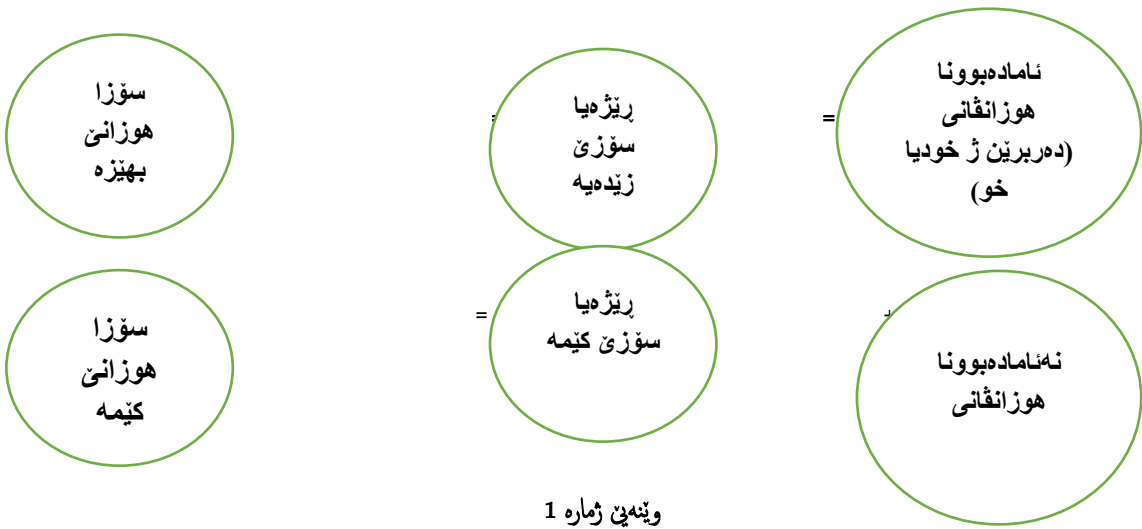 ئامادەبوونا
هوزانڤانی
(دەربرێن ژ خودیا
خو)
=
ڕێژەیا
سۆزێ
زێدەیە
سۆزا
هوزانێ
بهێزە
نەئامادەبوونا
هوزانڤانی
ڕێژەیا
سۆزێ کێمە
=
سۆزا
هوزانێ
کێمە
وێنەیێ ژمارە 1